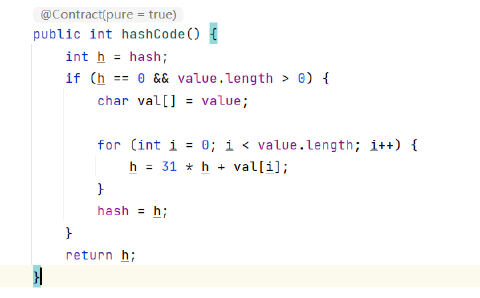 @Contract(pure = true)
public int hashCode() {
int h = hash;
if (h == 0 && value.length > 0) {
char val[] = value;
for (int i = 0; i < value.length; i++) {
h = 31 * h + val[i];
}
hash = h;
}
return h;
}